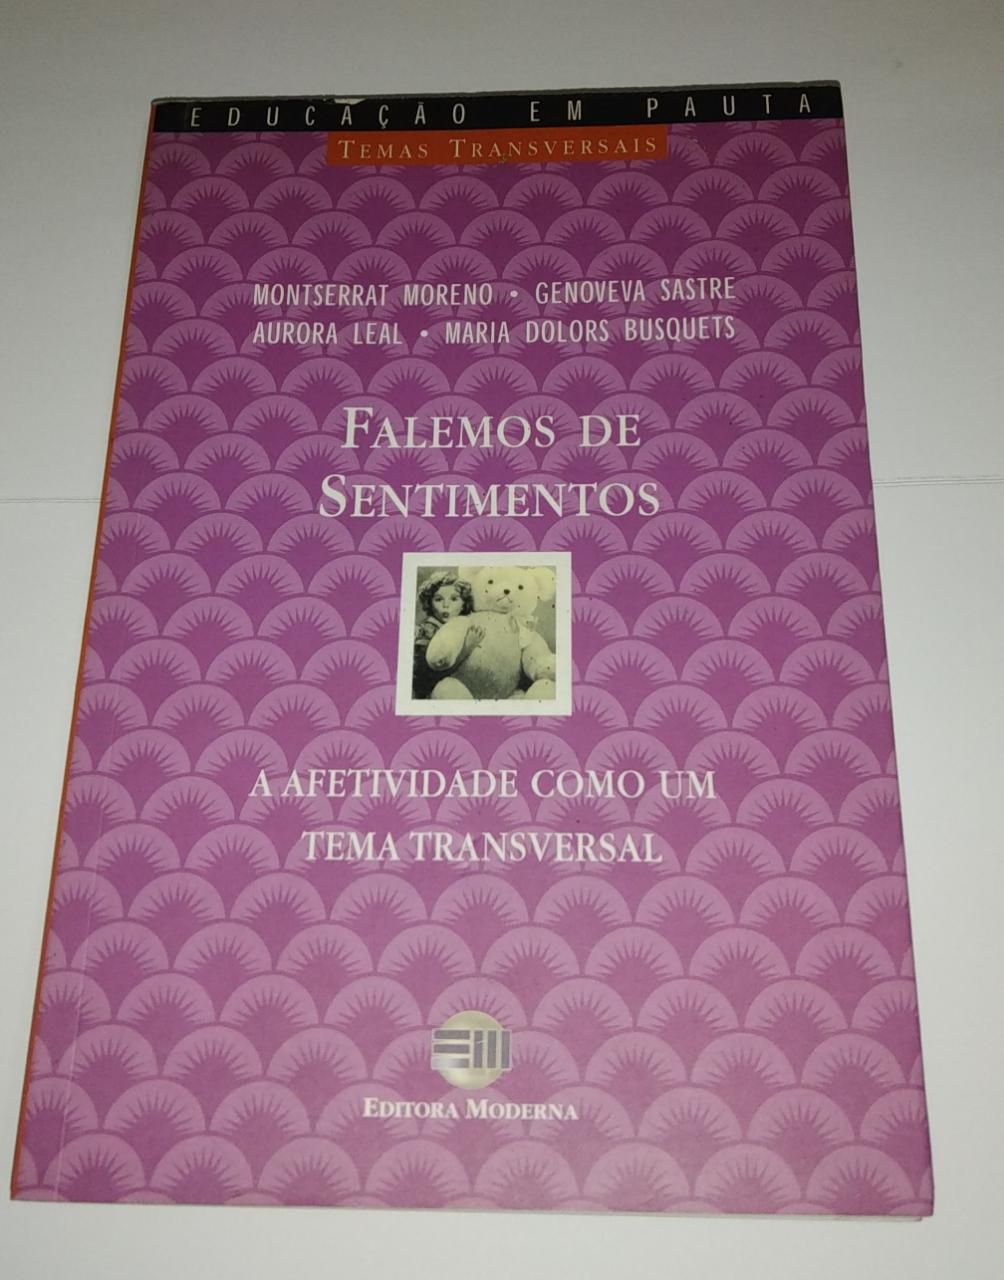 EDUCAÇÃO EM PAUTA
TEMAS TRANSVERSAIS
MONTSERRAT MORENO • GENOVEVA SASTRE
AURORA LEAL • MARIA DOLORS BUSQUETS
FALEMOS DE
SENTIMENTOS
A AFETIVIDADE COMO UM
TEMA TRANSVERSAL
EM
EDITORA MODERNA